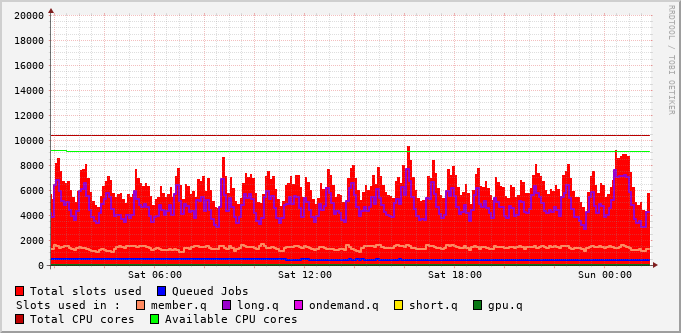 RRDTOOL / TOBI OETIKER
20000
18000
16000
14000
12000
10000
8000
6000
4000
2000
0
Sat 06:00 Sat 12:00 Sat 18:00 Sun 00:00
Total slots used Queued Jobs
Slots used in : member.q long.q ondemand.q short.q gpu.q
Total CPU cores Available CPU cores